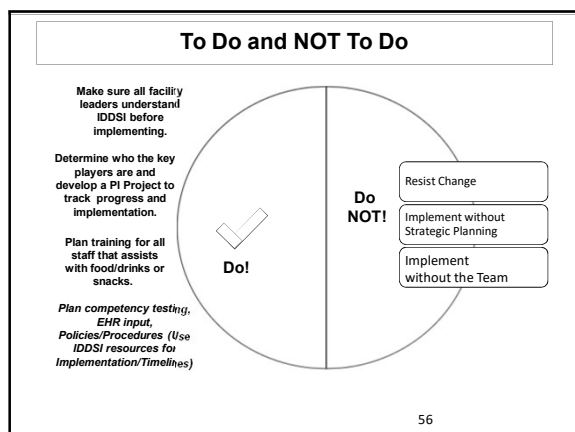 To Do and NOT To Do
Make sure all facility
leaders understand
IDDSI before
implementing.
Determine who the key
players are and
develop a PI Project to
track progress and
implementation.
Plan training for all
staff that assists
with food/drinks or
snacks.
Plan competency testing,
EHR input,
Policies/Procedures (Use
IDDSI resources for
Implementation/Timelines)
Do!
Do
NOT!
Resist Change
Implement without
Strategic Planning
Implement
without the Team
56